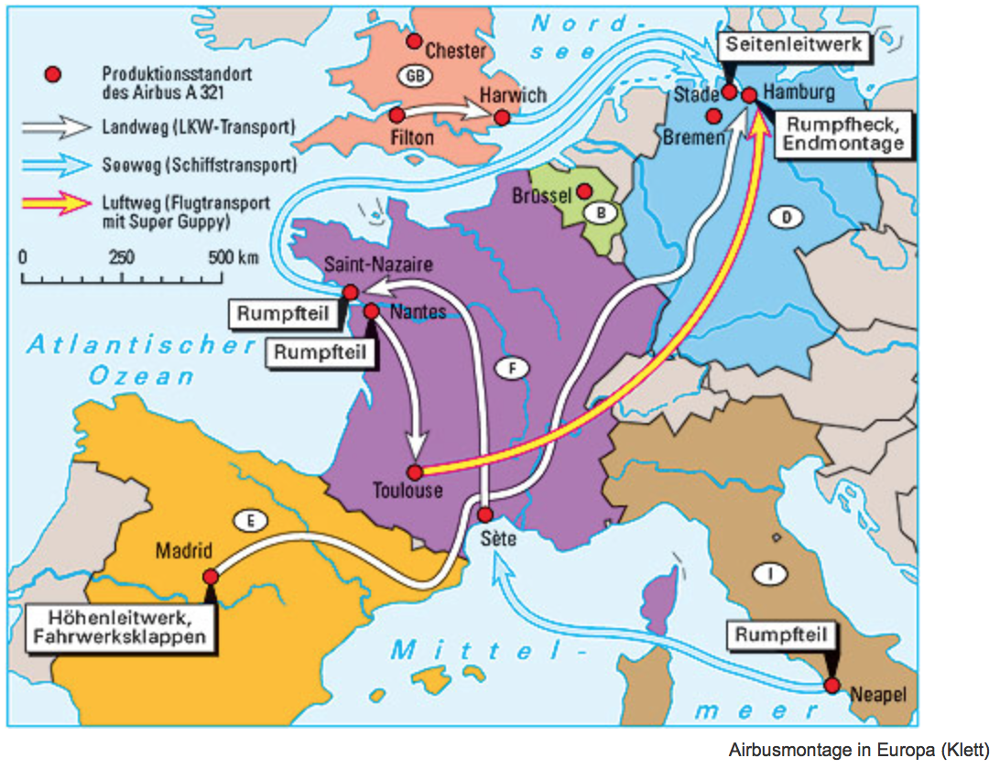 Nord-
see
Seitenleitwerk
Chester
GB
Produktionsstandort
des Airbus A 321
Harwich
Stade
Hamburg
Landweg (LKW-Transport)
Filton
Bremen
Rumpfheck,
Endmontage
Seeweg (Schiffstransport)
Brüssel
B
D
Luftweg (Flugtransport
mit Super Guppy)
0 250 500 km
Saint-Nazaire
Rumpfteil
Nantes
Rumpfteil
Atlantischer
Ozean
F
Toulouse
E
Sète
Madrid
I
Höhenleitwerk,
Fahrwerksklappen
Rumpfteil
Mittel-
meer
Neapel
Airbusmontage in Europa (Klett)